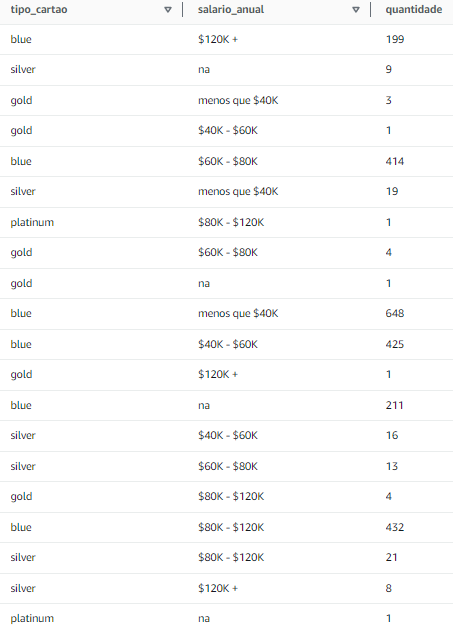 tipo_cartao salario_anual quantidade
blue $120K + 199
silver na 9
gold menos que $40K 3
gold $40K - $60K 1
blue $60K - $80K 414
silver menos que $40K 19
platinum $80K - $120K 1
gold $60K - $80K 4
gold na 1
blue menos que $40K 648
blue $40K - $60K 425
gold $120K + 1
blue na 211
silver $40K - $60K 16
silver $60K - $80K 13
gold $80K - $120K 4
blue $80K - $120K 432
silver $80K - $120K 21
silver $120K + 8
platinum na 1